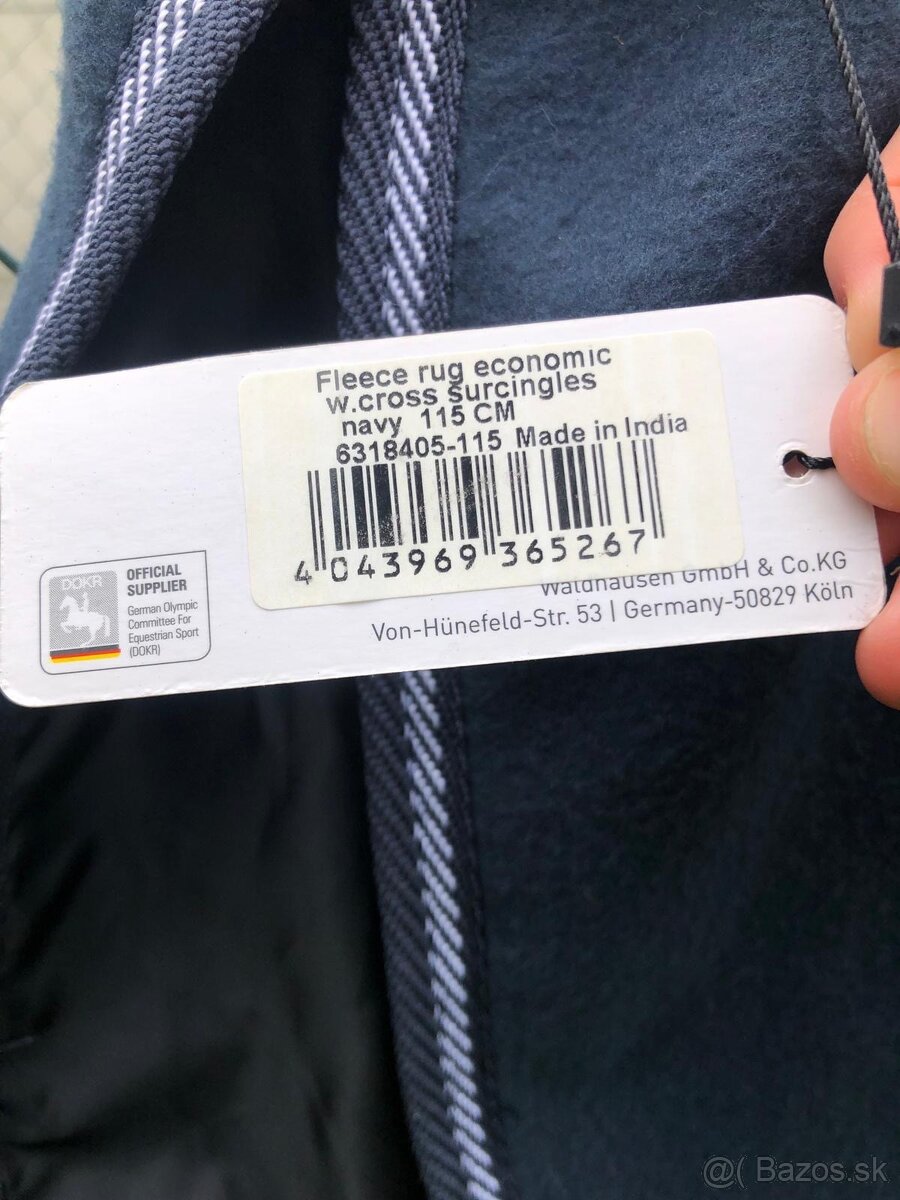 Fleece rug economic
w.cross surcingles
navy 115 CM
6318405-115 Made in India
4 043969 365267
Waldhausen GmbH & Co.KG
Von-Hünefeld-Str. 53 | Germany-50829 Köln
DOKR
OFFICIAL
SUPPLIER
German Olympic
Committee For
Equestrian Sport
(DOKR)
@( Bazos.sk